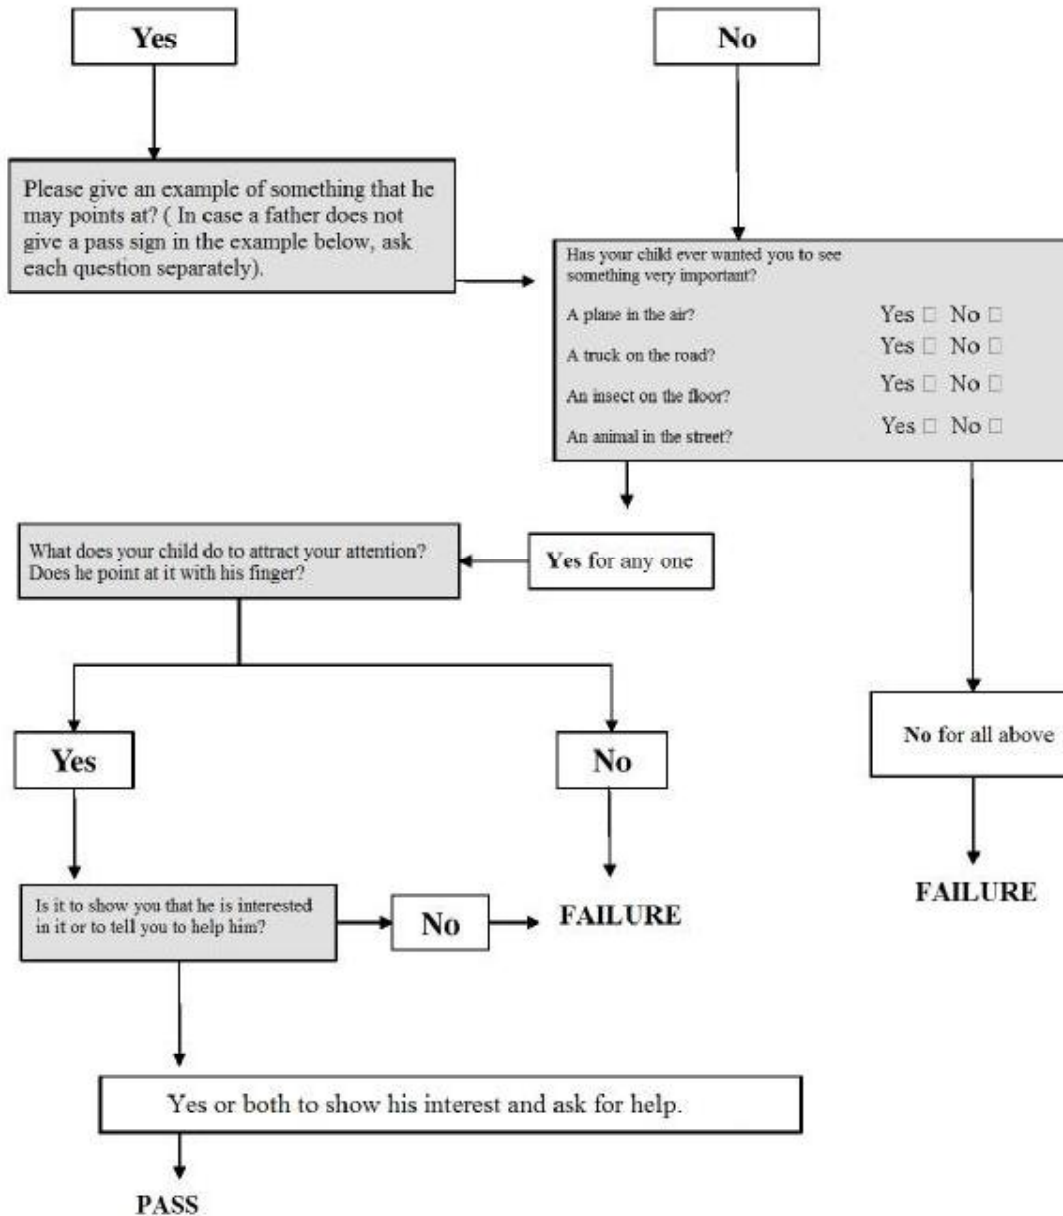 Yes
No
Please give an example of something that he
may points at? ( In case a father does not
give a pass sign in the example below, ask
each question separately).
Has your child ever wanted you to see
something very important?
A plane in the air? Yes □ No □
A truck on the road? Yes □ No □
An insect on the floor? Yes □ No □
An animal in the street? Yes □ No □
What does your child do to attract your attention?
Does he point at it with his finger?
Yes for any one
Yes
No
No for all above
Is it to show you that he is interested
in it or to tell you to help him?
No
FAILURE
FAILURE
Yes or both to show his interest and ask for help.
PASS